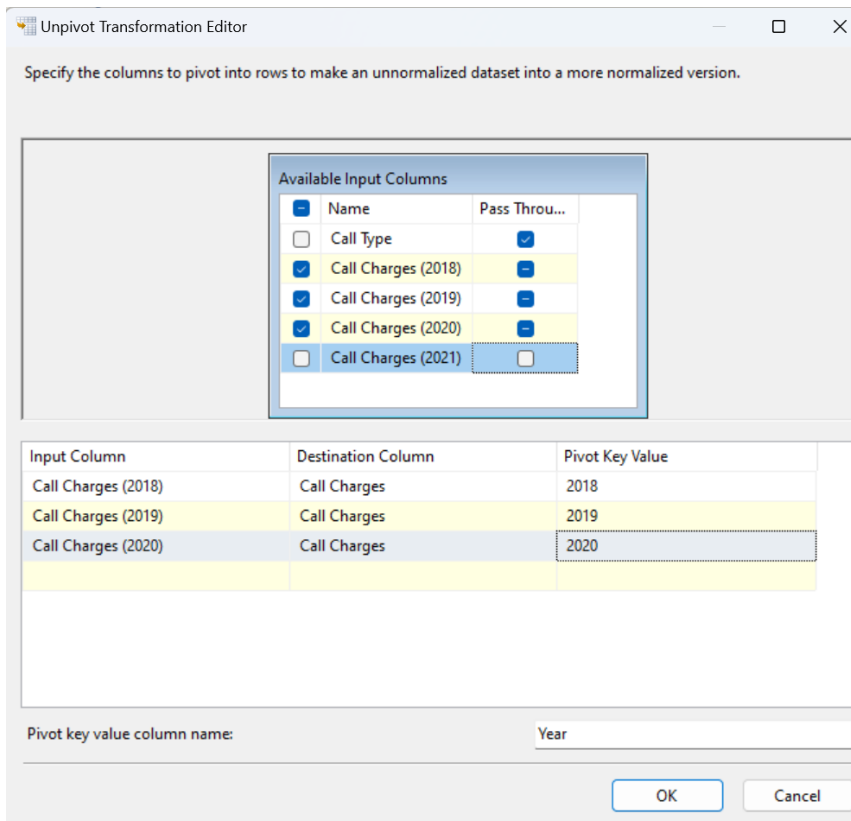 Unpivot Transformation Editor
Specify the columns to pivot into rows to make an unnormalized dataset into a more normalized version.
Available Input Columns
Name Pass Throu...
Call Type
Call Charges (2018)
Call Charges (2019)
Call Charges (2020)
Call Charges (2021)
Input Column Destination Column Pivot Key Value
Call Charges (2018) Call Charges 2018
Call Charges (2019) Call Charges 2019
Call Charges (2020) Call Charges 2020
Pivot key value column name: Year
OK Cancel